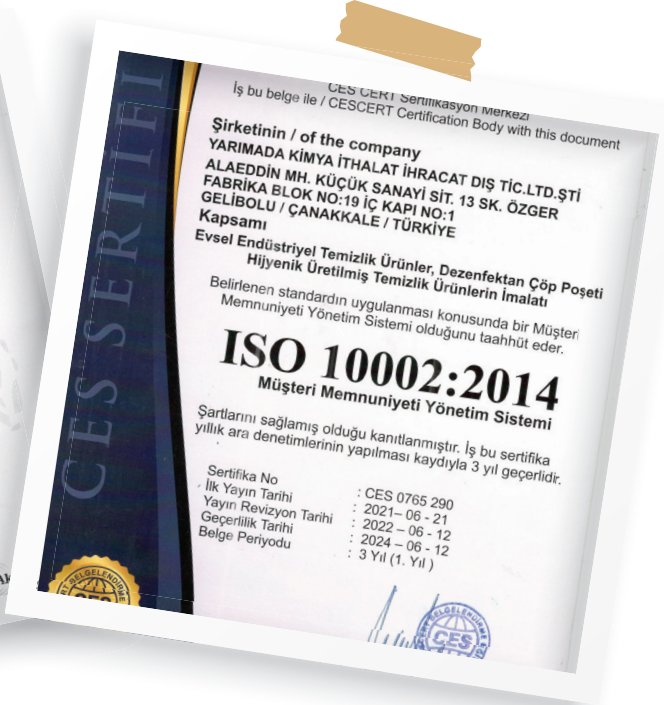 CES SERTİFİ
CES CERT Sertifikasyon Merkezi
İş bu belge ile / CESCERT Certification Body with this document
Şirketinin / of the company
YARIMADA KİMYA İTHALAT İHRACAT DIŞ TİC.LTD.ŞTİ
ALAEDDİN MH. KÜÇÜK SANAYİ SİT. 13 SK. ÖZGER
FABRİKA BLOK NO:19 İÇ KAPI NO:1
GELİBOLU / ÇANAKKALE / TÜRKİYE
Kapsamı
Evsel Endüstriyel Temizlik Ürünler, Dezenfektan Çöp Poşeti
Hijyenik Üretilmiş Temizlik Ürünlerin İmalatı
Belirlenen standardın uygulanması konusunda bir Müşteri
Memnuniyeti Yönetim Sistemi olduğunu taahhüt eder.
ISO 10002:2014
Müşteri Memnuniyeti Yönetim Sistemi
Şartlarını sağlamış olduğu kanıtlanmıştır. İş bu sertifika
yıllık ara denetimlerinin yapılması kaydıyla 3 yıl geçerlidir.
Sertifika No : CES 0765 290
İlk Yayın Tarihi : 2021– 06 - 21
Yayın Revizyon Tarihi : 2022 – 06 - 12
Geçerlilik Tarihi : 2024 – 06 - 12
Belge Periyodu : 3 Yıl (1. Yıl )
BELGELENDİRME
CES
BELGELENDİRME
CES